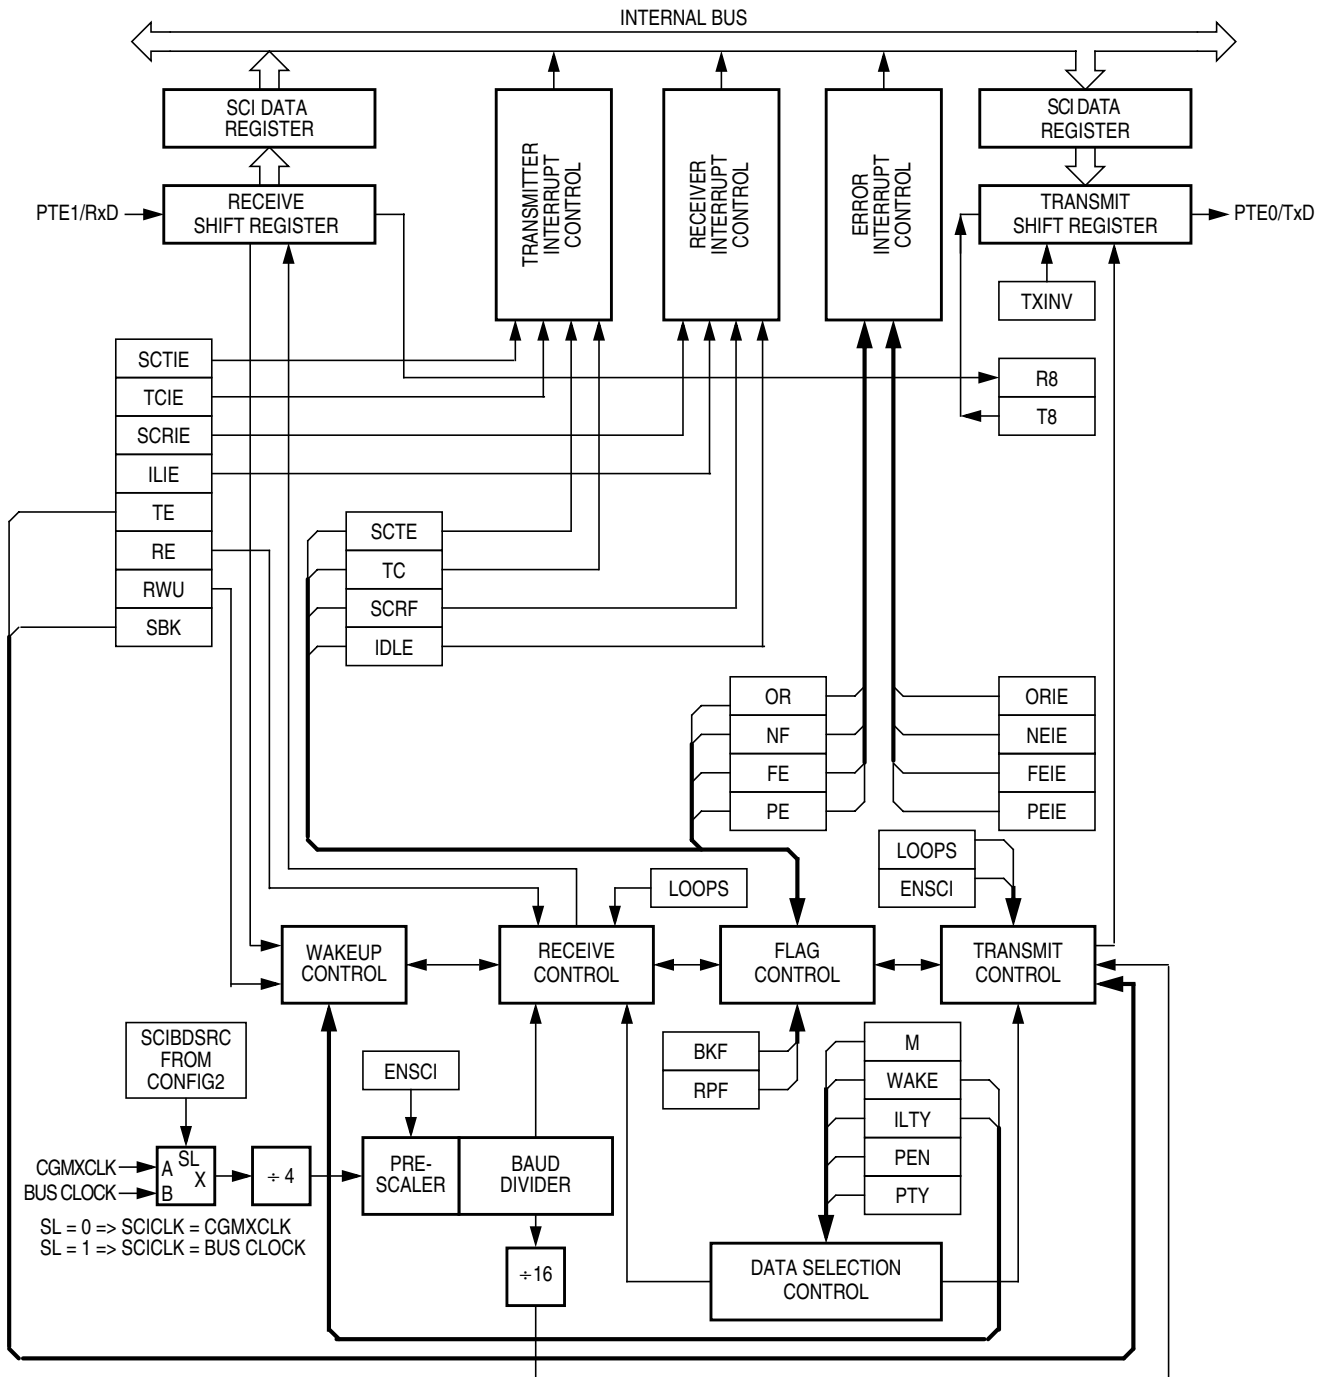 INTERNAL BUS
SCI DATA
REGISTER
SCI DATA
REGISTER
TRANSMITTER
INTERRUPT
CONTROL
RECEIVER
INTERRUPT
CONTROL
ERROR
INTERRUPT
CONTROL
PTE1/RxD
RECEIVE
SHIFT REGISTER
TRANSMIT
SHIFT REGISTER
PTE0/TxD
TXINV
SCTIE
TCIE
SCRIE
ILIE
TE
RE
RWU
SBK
R8
T8
SCTE
TC
SCRF
IDLE
OR
NF
FE
PE
ORIE
NEIE
FEIE
PEIE
LOOPS
ENSCI
LOOPS
WAKEUP
CONTROL
RECEIVE
CONTROL
FLAG
CONTROL
TRANSMIT
CONTROL
SCIBDSRC
FROM
CONFIG2
ENSCI
BKF
RPF
M
WAKE
ILTY
PEN
PTY
CGMXCLK
BUS CLOCK
A
B
SL
X
÷ 4
PRE-
SCALER
BAUD
DIVIDER
SL = 0 => SCICLK = CGMXCLK
SL = 1 => SCICLK = BUS CLOCK
÷16
DATA SELECTION
CONTROL